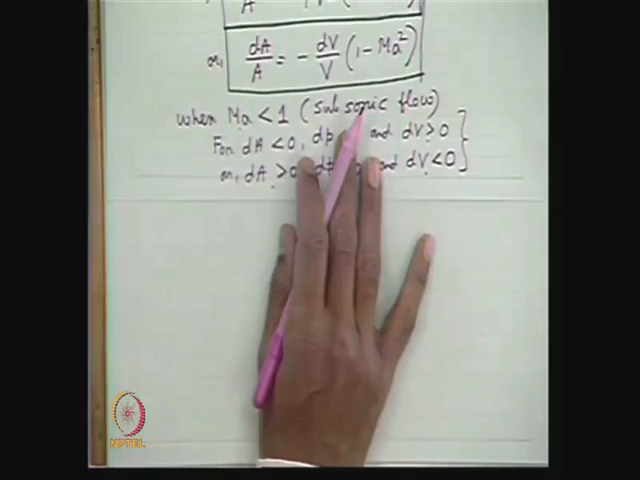 or, dA/A = - dV/V (1 - Ma²)
when Ma < 1 (subsonic flow)
For dA < 0, dp and dV > 0
or, dA > 0, dp and dV < 0
NPTEL